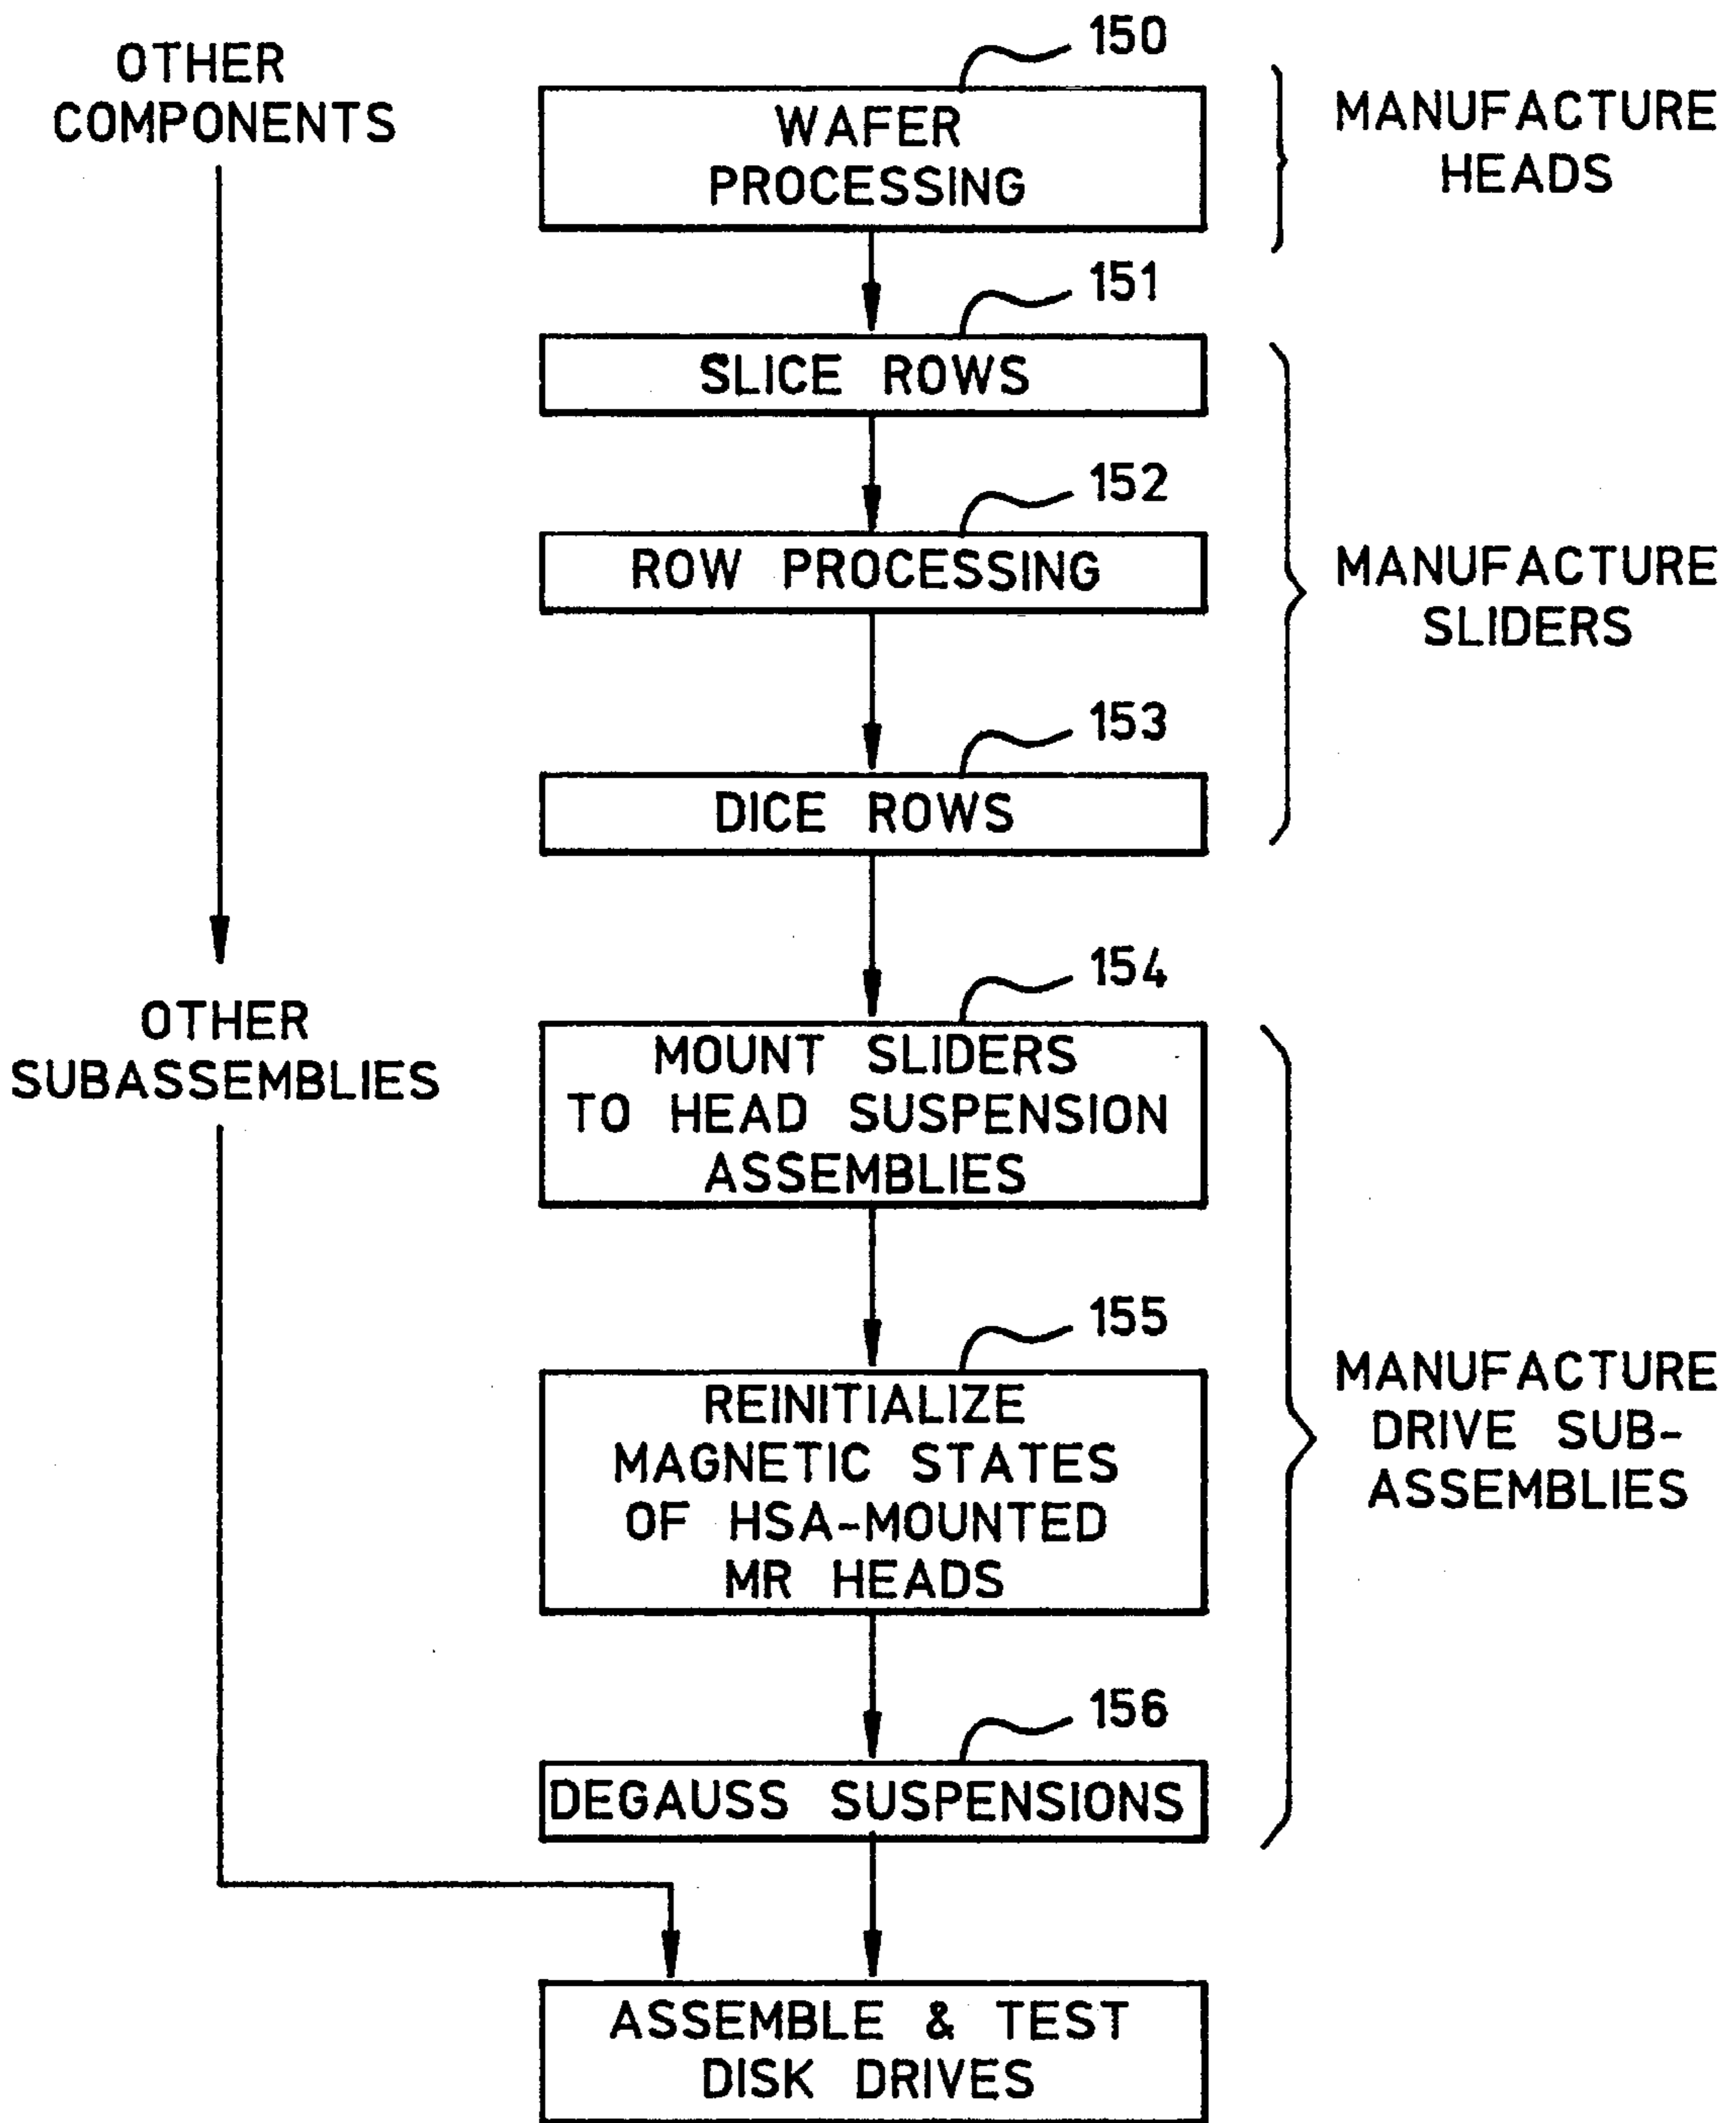 OTHER
COMPONENTS
150
WAFER
PROCESSING
MANUFACTURE
HEADS
151
SLICE ROWS
152
ROW PROCESSING
MANUFACTURE
SLIDERS
153
DICE ROWS
OTHER
SUBASSEMBLIES
154
MOUNT SLIDERS
TO HEAD SUSPENSION
ASSEMBLIES
155
REINITIALIZE
MAGNETIC STATES
OF HSA-MOUNTED
MR HEADS
MANUFACTURE
DRIVE SUB-
ASSEMBLIES
156
DEGAUSS SUSPENSIONS
ASSEMBLE & TEST
DISK DRIVES